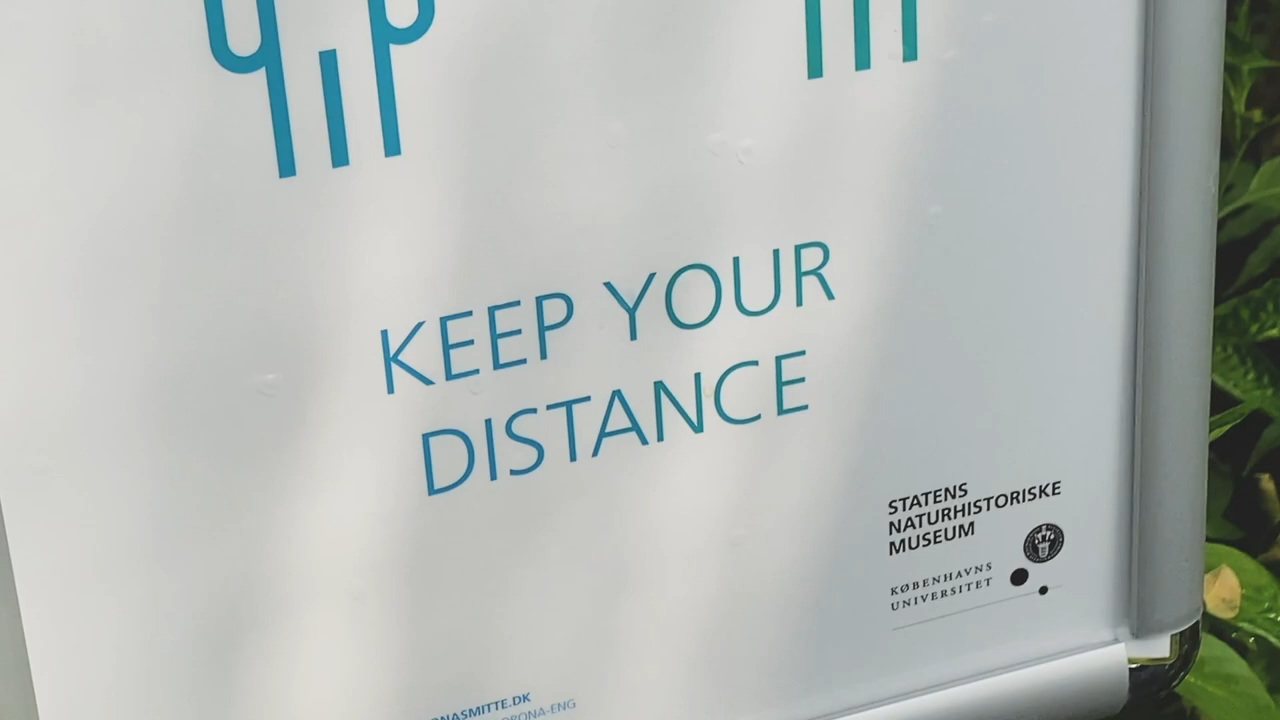 KEEP YOUR
DISTANCE
STATENS
NATURHISTORISKE
MUSEUM
KØBENHAVNS
UNIVERSITET